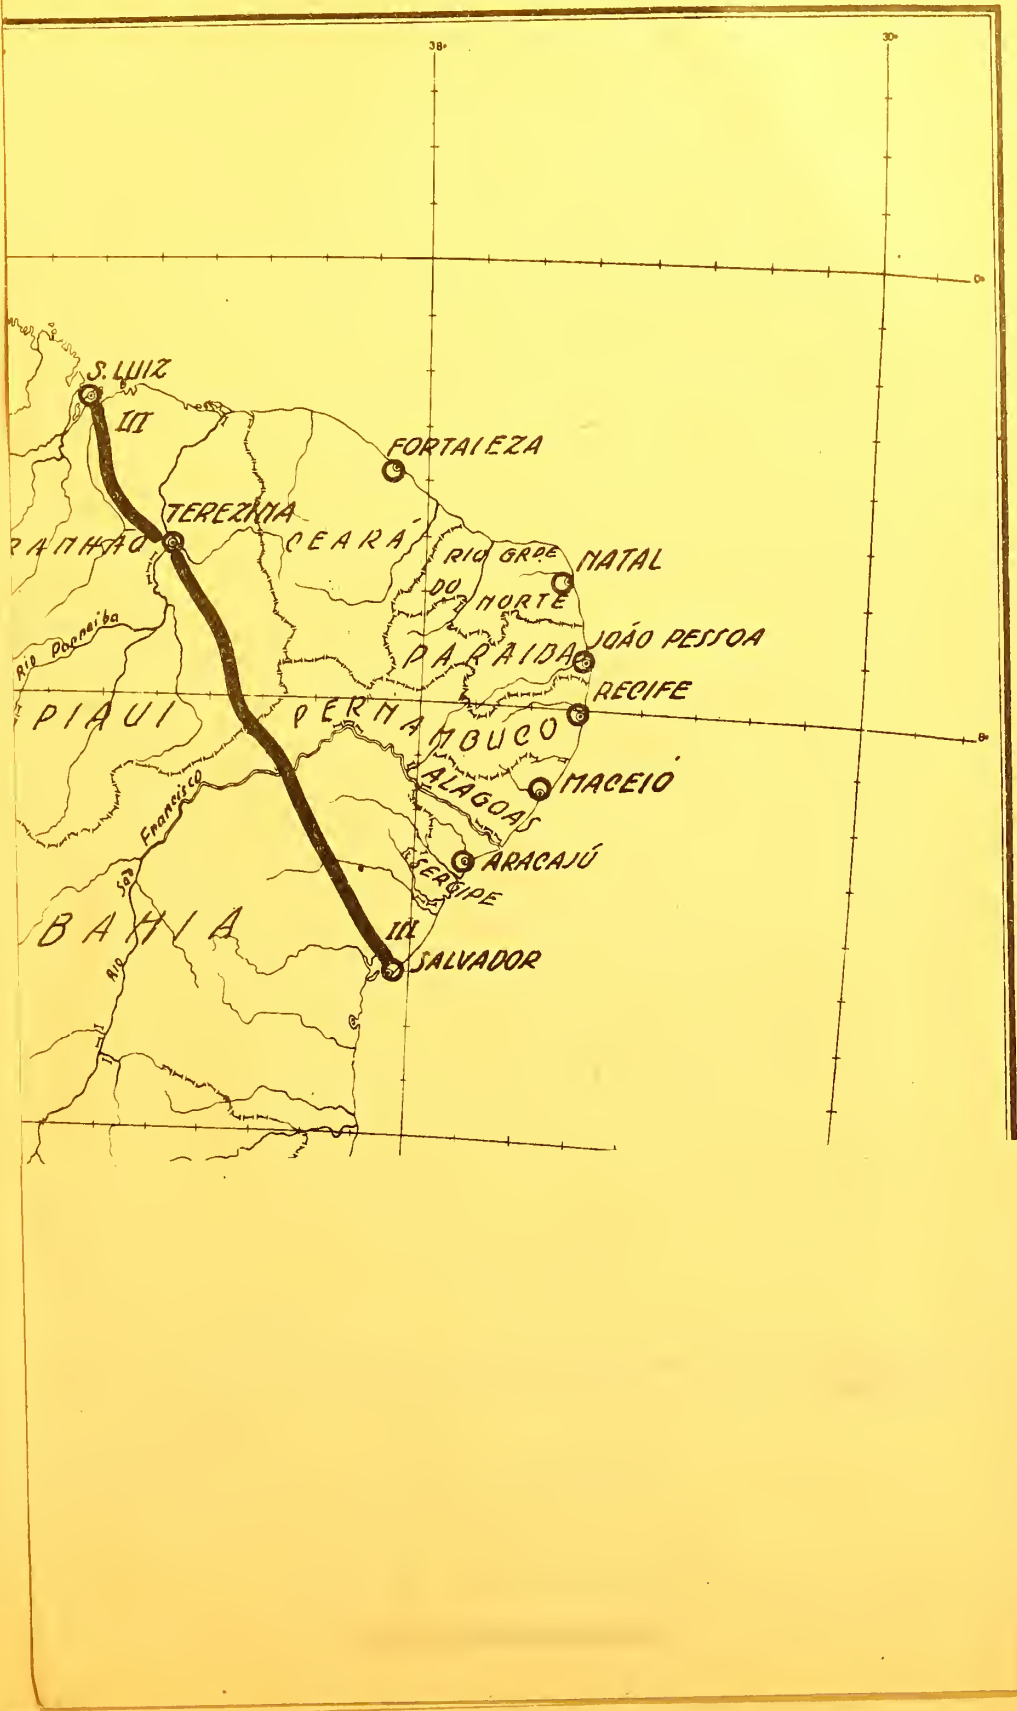 38°
30°
0°
S. LUIZ
III
FORTALEZA
TEREZINA
RANHÃO
CEARÁ
RIO GRDE
NATAL
DO
NORTE
Rio Parnaiba
JOÃO PESSOA
PARAIBA
RECIFE
PIAUI
PERNAMBUCO
8°
ALAGOAS
MACEIÓ
Rio São Francisco
ARACAJÚ
SERGIPE
BAHIA
III
SALVADOR